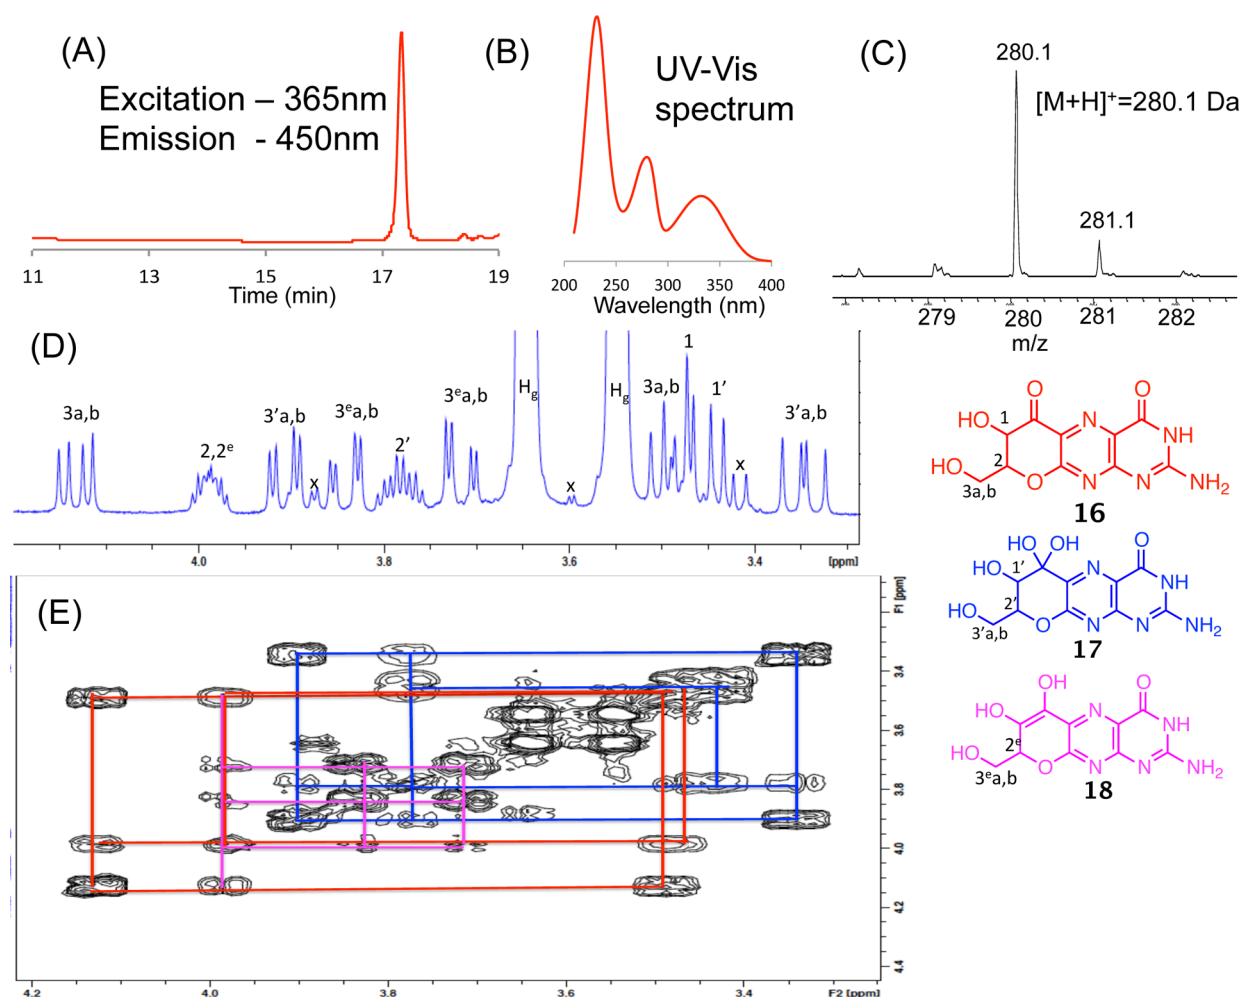 (A)
Excitation – 365nm
Emission - 450nm
11 13 15 17 19
Time (min)
(B)
UV-Vis
spectrum
200 250 300 350 400
Wavelength (nm)
(C)
280.1
[M+H]+=280.1 Da
281.1
279 280 281 282
m/z
(D)
3a,b
2,2e
3'a,b
x
3ea,b
2'
3ea,b
Hg
x
Hg
3a,b
1
1'
x
3'a,b
4.0 3.8 3.6 3.4 [ppm]
(E)
F1 [ppm]
3.4
3.6
3.8
4.0
4.2
4.4
4.2 4.0 3.8 3.6 3.4 F2 [ppm]
O O
HO 1 N NH
HO 2
3a,b O N N NH2
16
HO OH O
HO 1' N NH
HO 2'
3'a,b O N N NH2
17
OH O
HO N NH
HO 2e
3ea,b O N N NH2
18